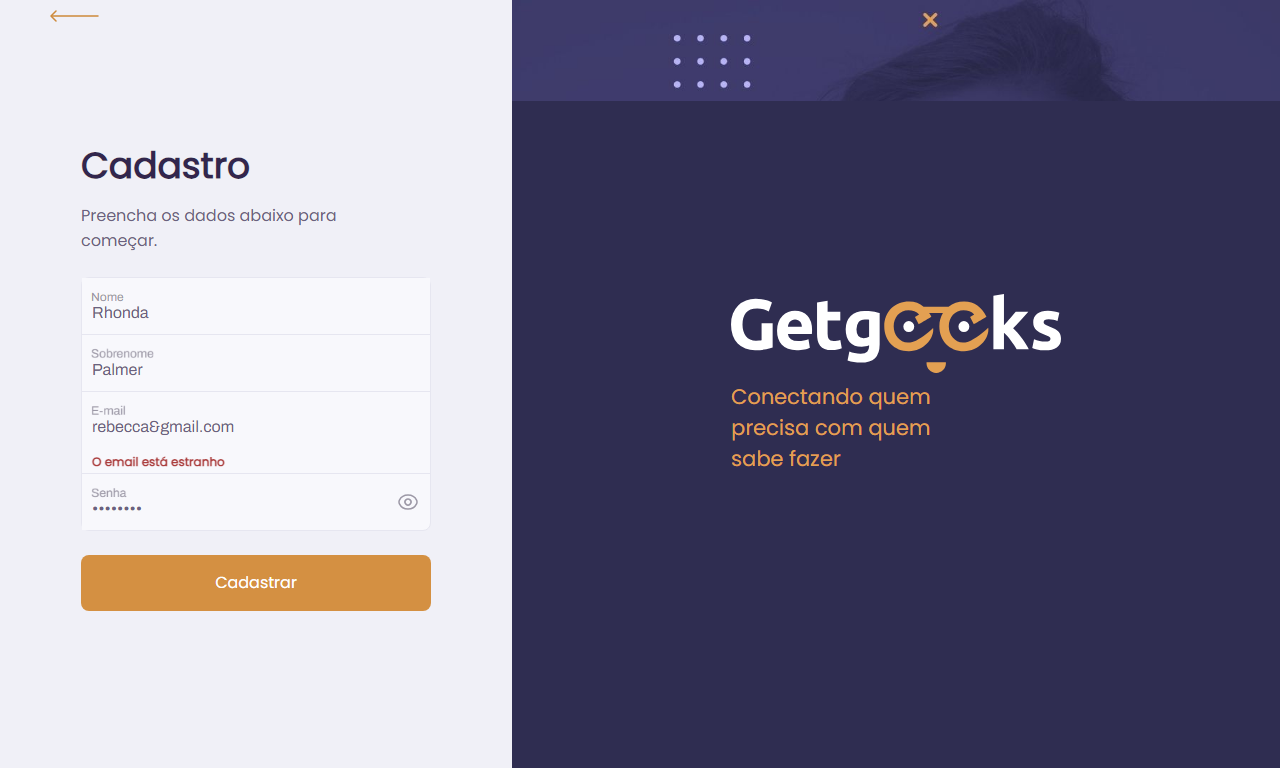 Cadastro
Preencha os dados abaixo para
começar.
Nome
Rhonda
Sobrenome
Palmer
E-mail
rebecca&gmail.com
O email está estranho
Senha
••••••••
Cadastrar
Getgeeks
Conectando quem
precisa com quem
sabe fazer